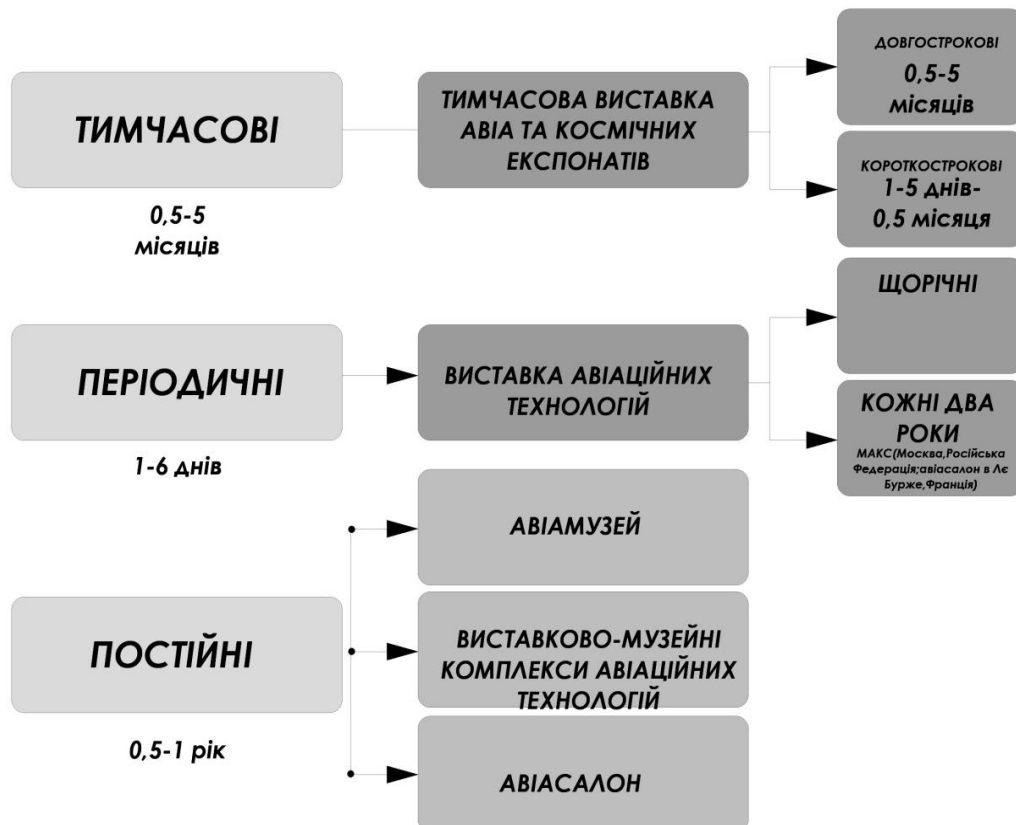 ТИМЧАСОВІ
0,5-5
місяців
ТИМЧАСОВА ВИСТАВКА
АВІА ТА КОСМІЧНИХ
ЕКСПОНАТІВ
ДОВГОСТРОКОВІ
0,5-5
місяців
КОРОТКОСТРОКОВІ
1-5 днів-
0,5 місяця
ПЕРІОДИЧНІ
1-6 днів
ВИСТАВКА АВІАЦІЙНИХ
ТЕХНОЛОГІЙ
ЩОРІЧНІ
КОЖНІ ДВА
РОКИ
МАКС(Москва,Російська
Федерація;авіасалон в Лє
Бурже,Франція)
ПОСТІЙНІ
0,5-1 рік
АВІАМУЗЕЙ
ВИСТАВКОВО-МУЗЕЙНІ
КОМПЛЕКСИ АВІАЦІЙНИХ
ТЕХНОЛОГІЙ
АВІАСАЛОН